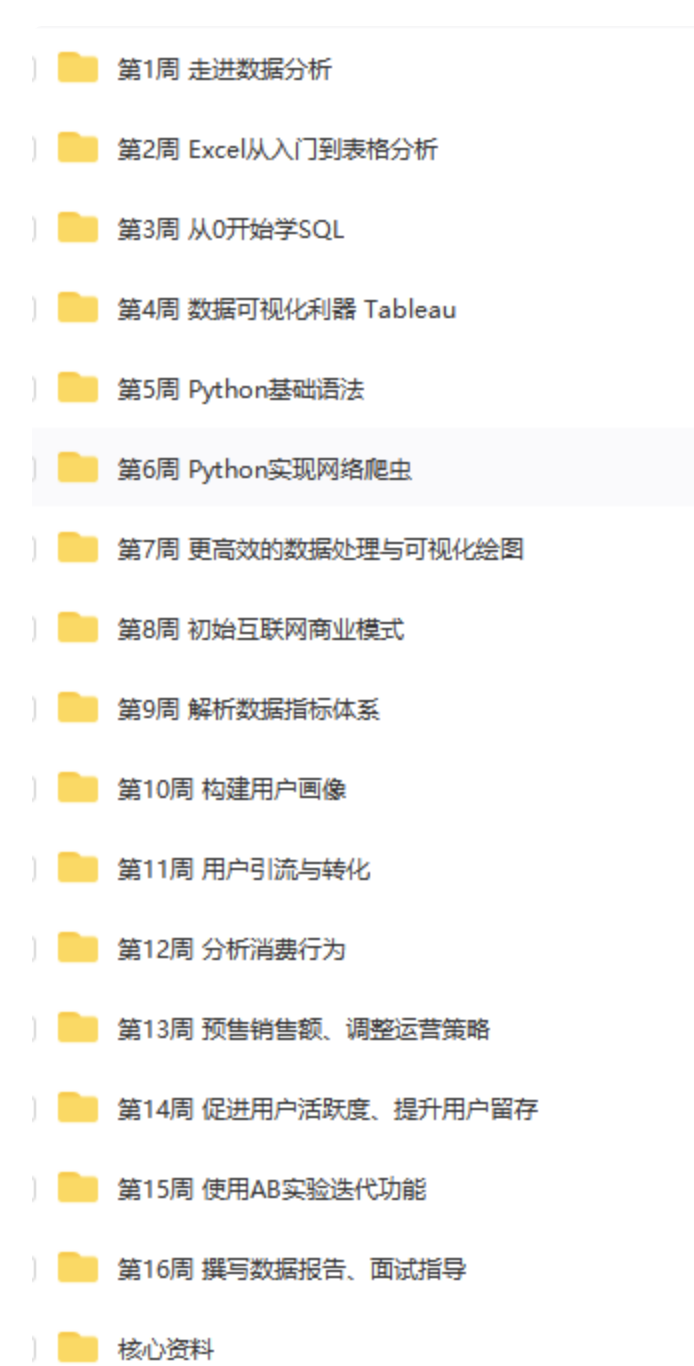 第1周 走进数据分析
第2周 Excel从入门到表格分析
第3周 从0开始学SQL
第4周 数据可视化利器 Tableau
第5周 Python基础语法
第6周 Python实现网络爬虫
第7周 更高效的数据处理与可视化绘图
第8周 初始互联网商业模式
第9周 解析数据指标体系
第10周 构建用户画像
第11周 用户引流与转化
第12周 分析消费行为
第13周 预售销售额、调整运营策略
第14周 促进用户活跃度、提升用户留存
第15周 使用AB实验迭代功能
第16周 撰写数据报告、面试指导
核心资料